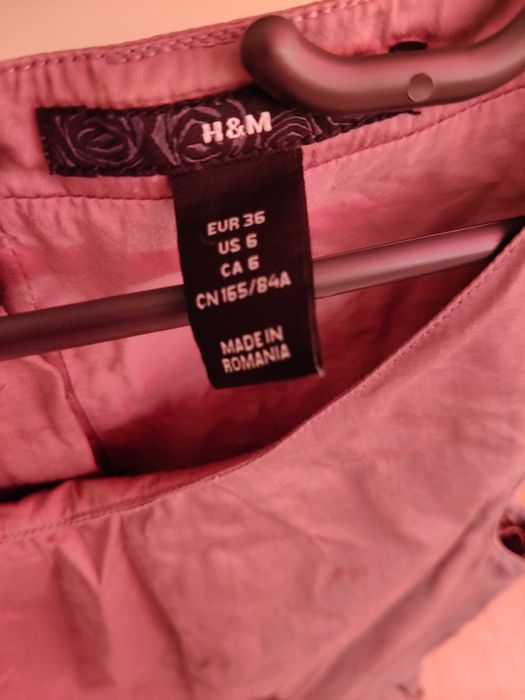 H&M
EUR 36
US 6
CA 6
CN 165/84A
MADE IN
ROMANIA